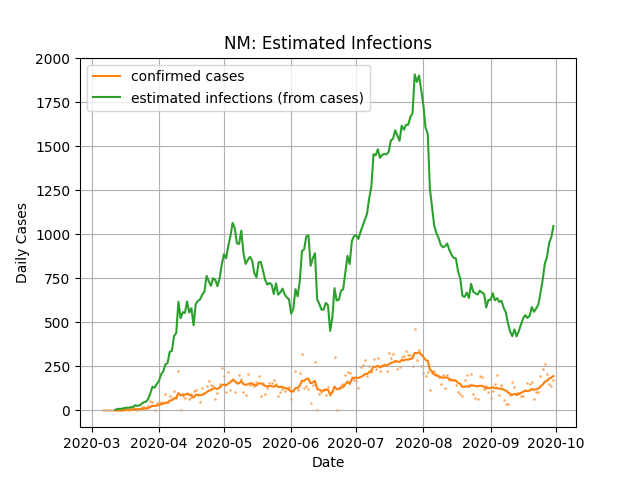 NM: Estimated Infections
confirmed cases
estimated infections (from cases)
Daily Cases
2000
1750
1500
1250
1000
750
500
250
0
2020-03 2020-04 2020-05 2020-06 2020-07 2020-08 2020-09 2020-10
Date